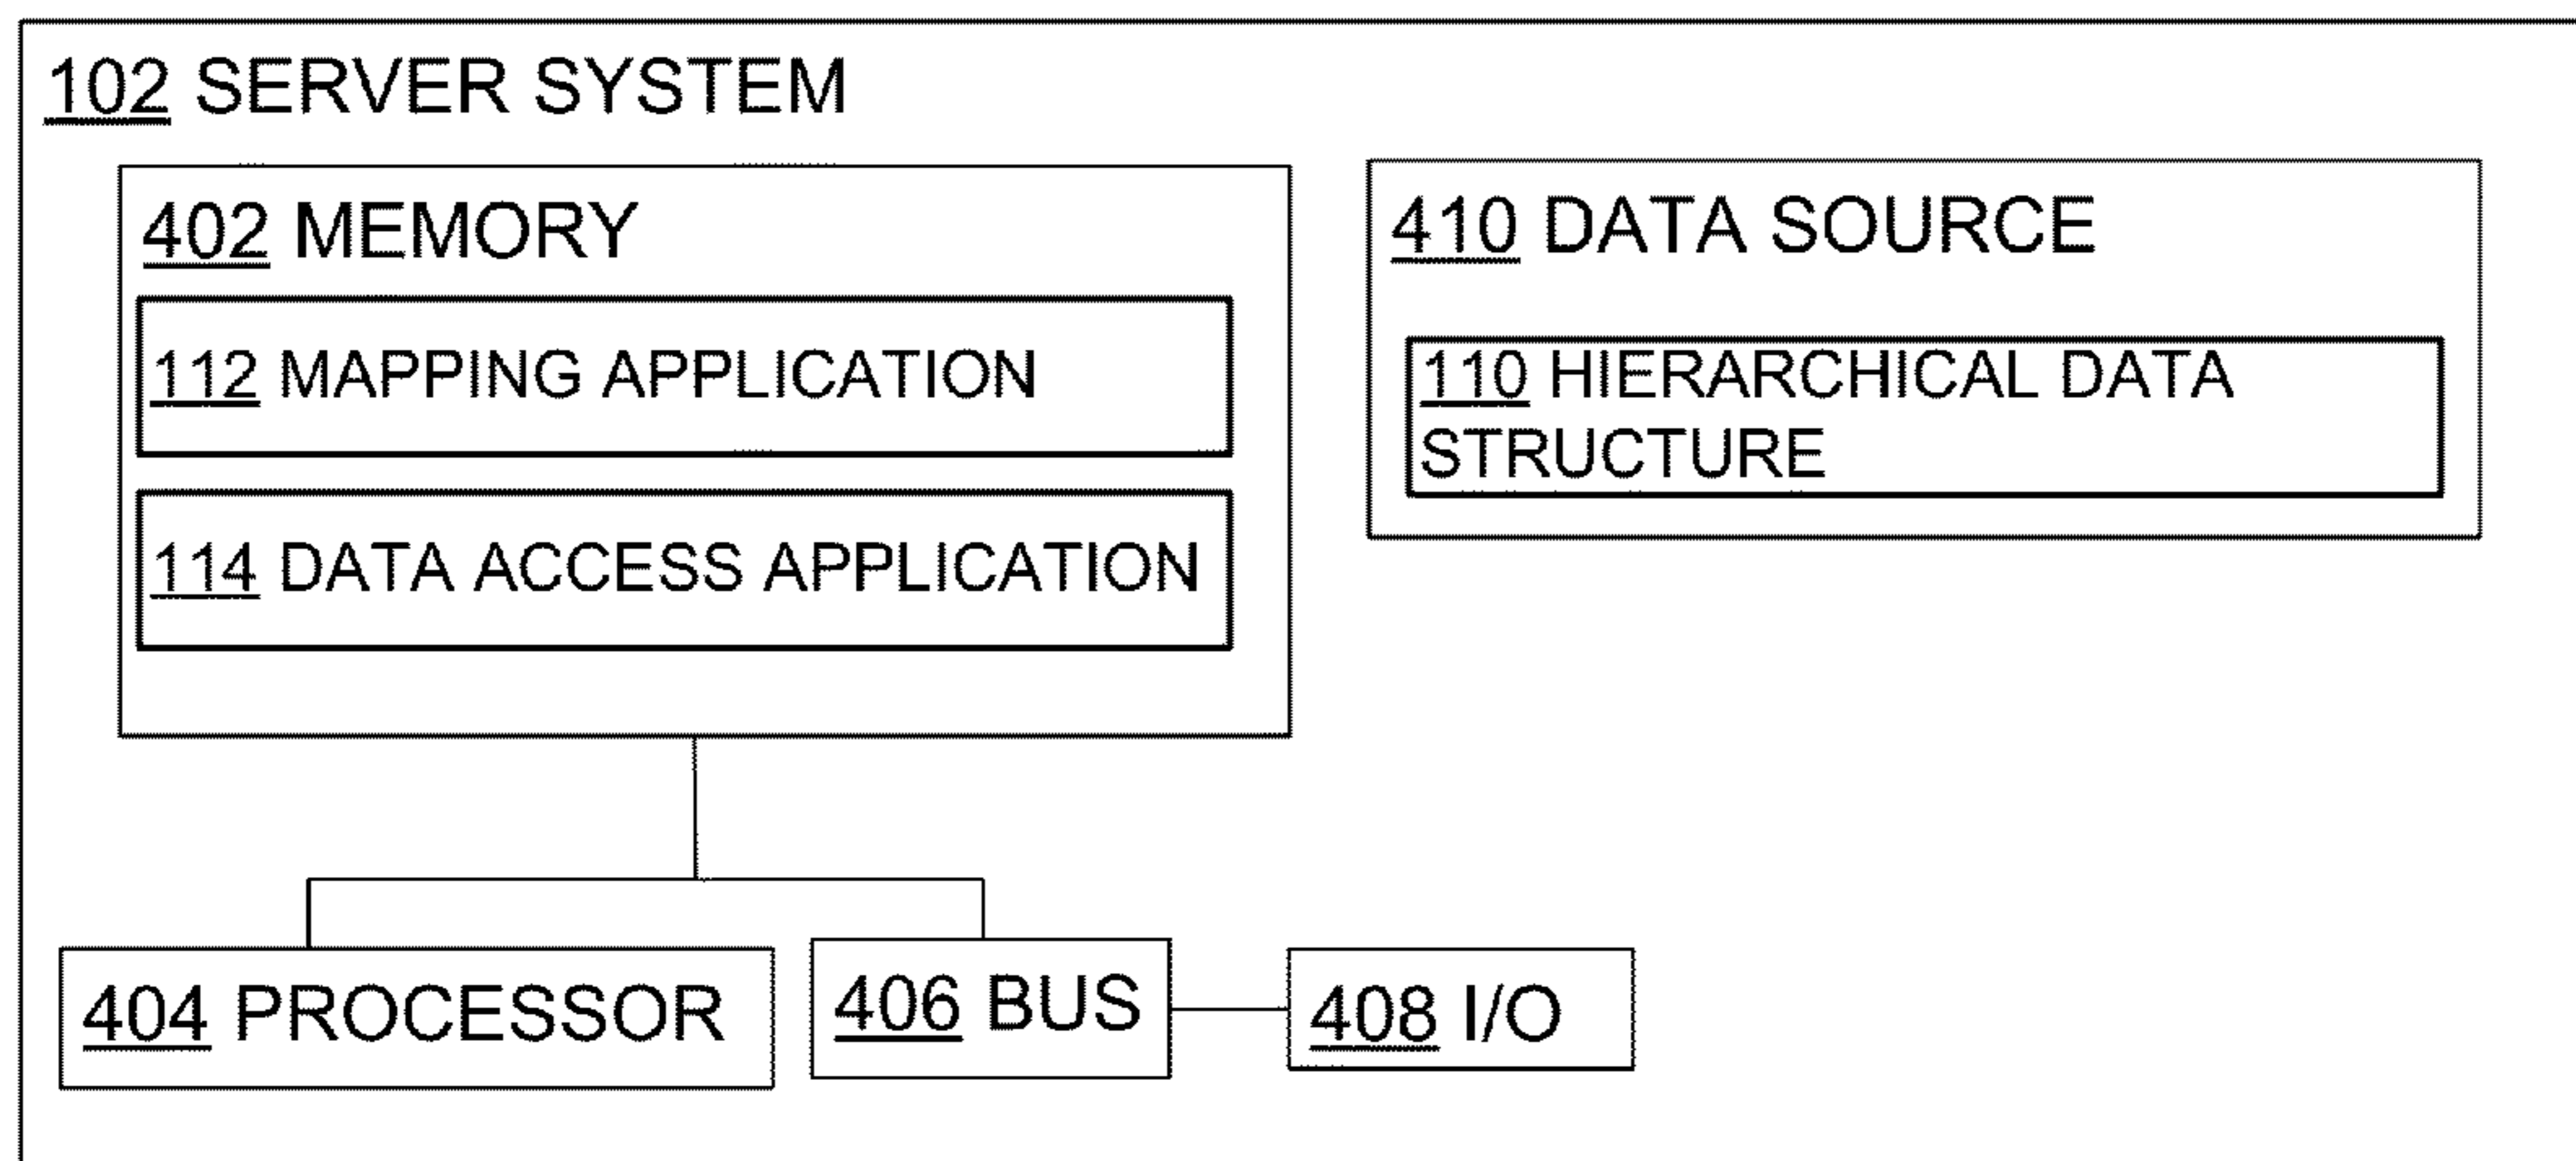 102 SERVER SYSTEM
402 MEMORY
112 MAPPING APPLICATION
114 DATA ACCESS APPLICATION
410 DATA SOURCE
110 HIERARCHICAL DATA
STRUCTURE
404 PROCESSOR
406 BUS
408 I/O